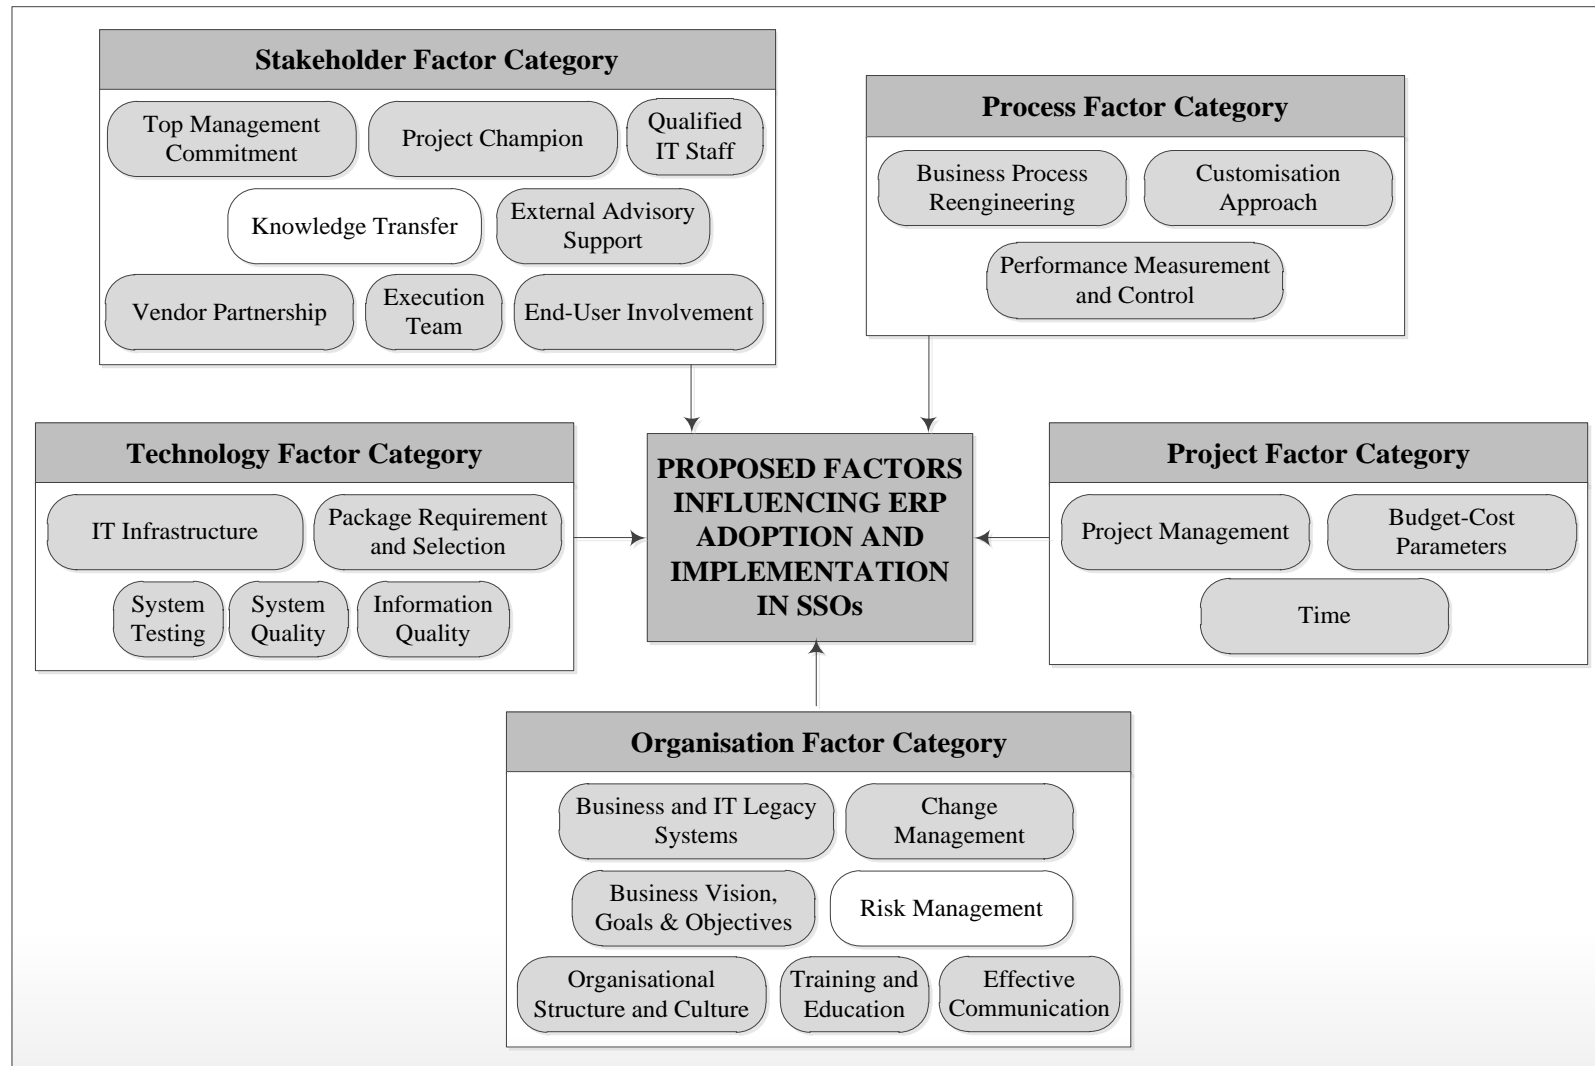 Stakeholder Factor Category
Top Management
Commitment
Project Champion
Qualified
IT Staff
Knowledge Transfer
External Advisory
Support
Vendor Partnership
Execution
Team
End-User Involvement
Process Factor Category
Business Process
Reengineering
Customisation
Approach
Performance Measurement
and Control
Technology Factor Category
IT Infrastructure
Package Requirement
and Selection
System
Testing
System
Quality
Information
Quality
PROPOSED FACTORS
INFLUENCING ERP
ADOPTION AND
IMPLEMENTATION
IN SSOs
Project Factor Category
Project Management
Budget-Cost
Parameters
Time
Organisation Factor Category
Business and IT Legacy
Systems
Change
Management
Business Vision,
Goals & Objectives
Risk Management
Organisational
Structure and Culture
Training and
Education
Effective
Communication